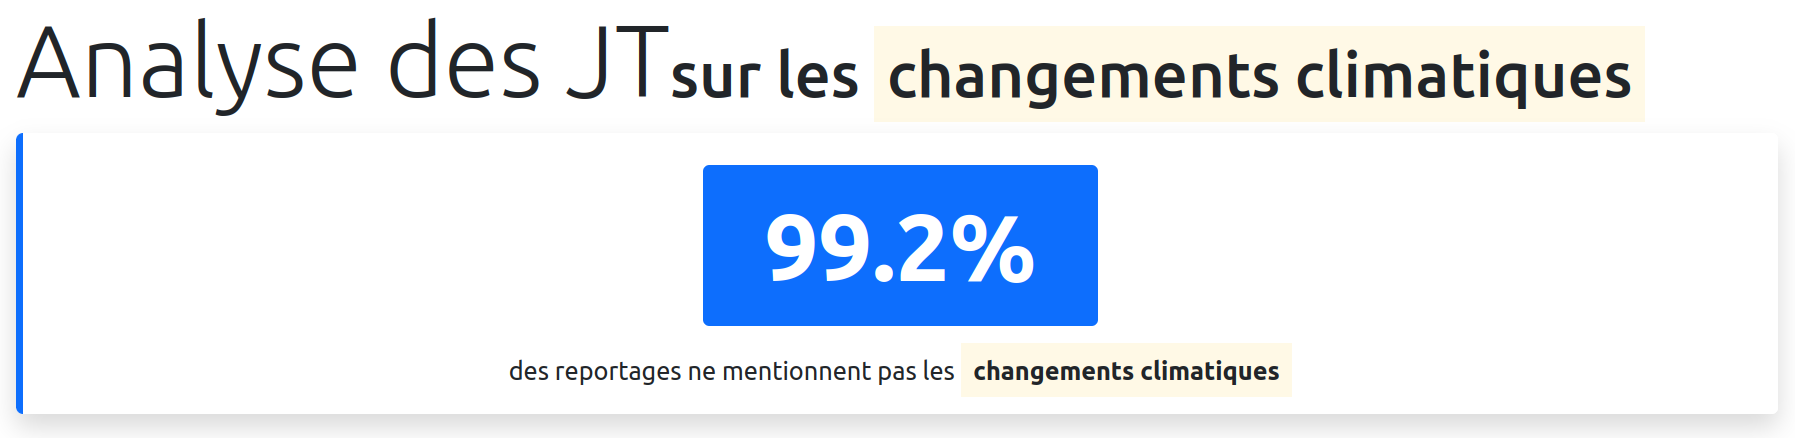 Analyse des JT sur les changements climatiques
99.2%
des reportages ne mentionnent pas les changements climatiques